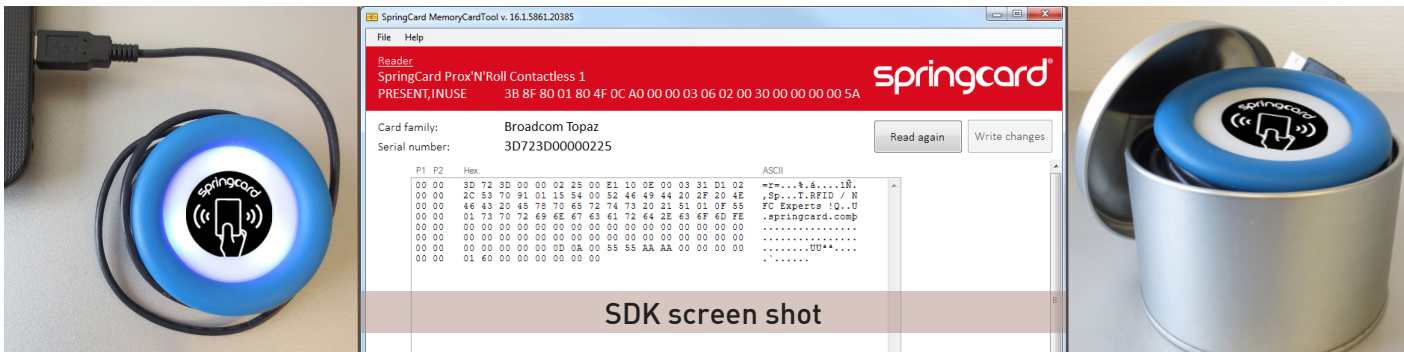 springcard
SpringCard MemoryCardTool v. 16.1.5861.20385
File Help
Reader
SpringCard Prox'N'Roll Contactless 1
PRESENT,INUSE 3B 8F 80 01 80 4F 0C A0 00 00 03 06 02 00 30 00 00 00 00 5A
springcard®
Card family: Broadcom Topaz
Serial number: 3D723D00000225
Read again Write changes
P1 P2 Hex. ASCII
00 00 3D 72 3D 00 00 02 25 00 E1 10 0E 00 03 31 D1 02 =r=...%.á....1Ñ.
00 00 2C 53 70 91 01 15 54 00 52 46 49 44 20 2F 20 4E ,Sp...T.RFID / N
00 00 46 43 20 45 78 70 65 72 74 73 20 21 51 01 0F 55 FC Experts !Q..U
00 00 01 73 70 72 69 6E 67 63 61 72 64 2E 63 6F 6D FE .springcard.comþ
00 00 00 00 00 00 00 00 00 00 00 00 00 00 00 00 00 00 ................
00 00 00 00 00 00 00 00 00 00 00 00 00 00 00 00 00 00 ................
00 00 00 00 00 00 00 0D 0A 00 55 55 AA AA 00 00 00 00 ........UUªª....
00 00 01 60 00 00 00 00 00 00 .`......
SDK screen shot
springcard